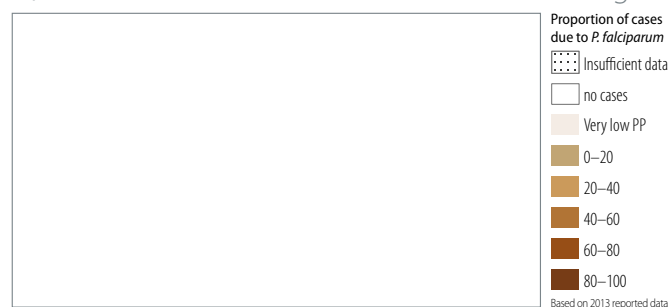 Proportion of cases
due to P. falciparum
Insufficient data
no cases
Very low PP
0–20
20–40
40–60
60–80
80–100
Based on 2013 reported data